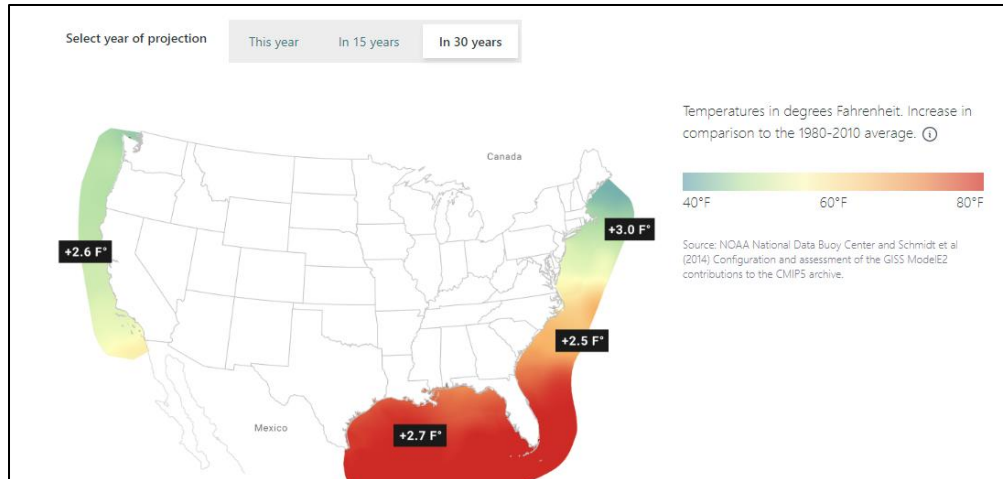 Select year of projection
This year
In 15 years
In 30 years
Temperatures in degrees Fahrenheit. Increase in
comparison to the 1980-2010 average.
Canada
40°F
60°F
80°F
+3.0 F°
+2.6 F°
Source: NOAA National Data Buoy Center and Schmidt et al
(2014) Configuration and assessment of the GISS ModelE2
contributions to the CMIP5 archive.
+2.5 F°
Mexico
+2.7 F°